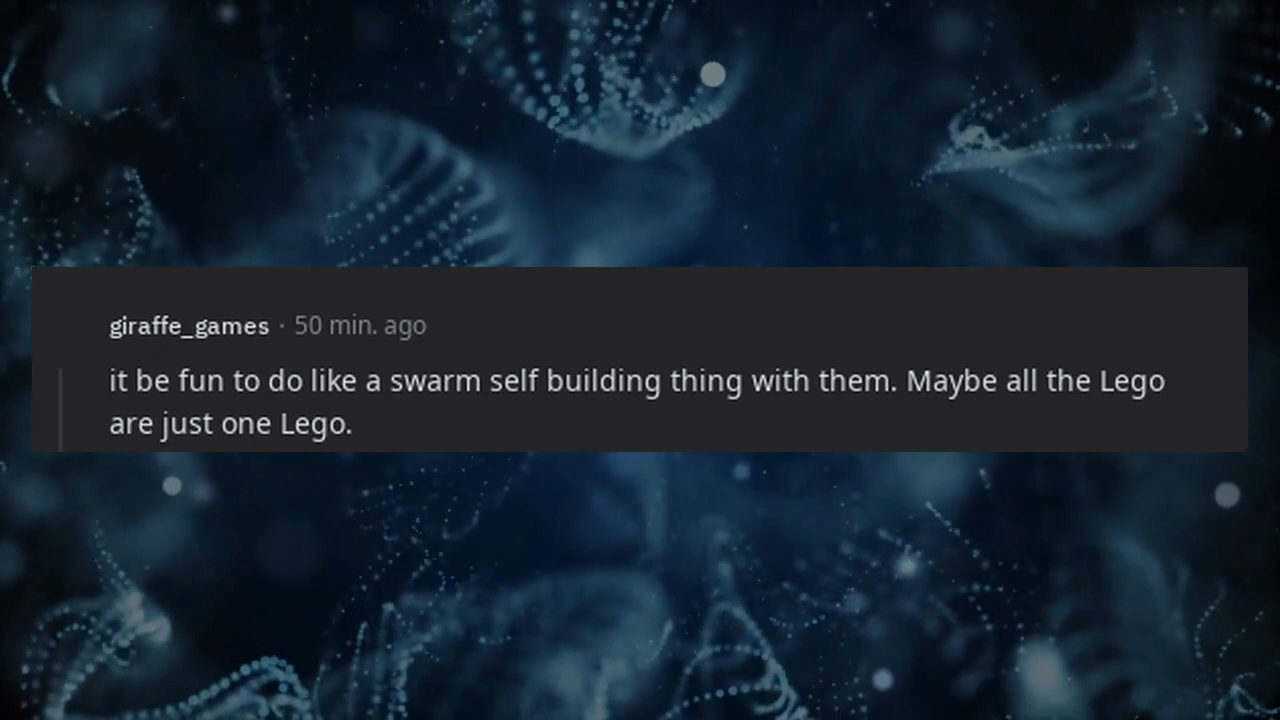 giraffe_games · 50 min. ago
it be fun to do like a swarm self building thing with them. Maybe all the Lego
are just one Lego.